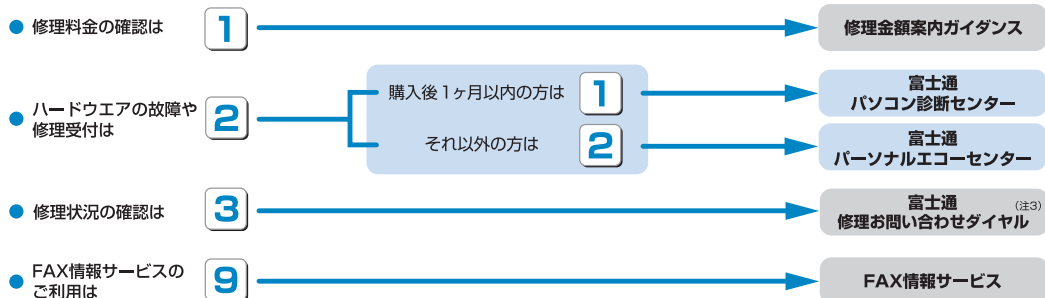 ● 修理料金の確認は 1 修理金額案内ガイダンス
● ハードウエアの故障や
修理受付は 2
購入後1ヶ月以内の方は 1 富士通
パソコン診断センター
それ以外の方は 2 富士通
パーソナルエコーセンター
● 修理状況の確認は 3 富士通 (注3)
修理お問い合わせダイヤル
● FAX情報サービスの
ご利用は 9 FAX情報サービス